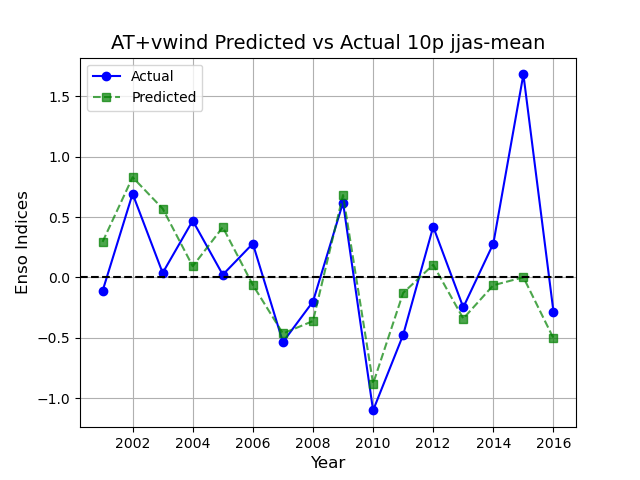 AT+vwind Predicted vs Actual 10p jjas-mean
Actual
Predicted
Enso Indices
1.5
1.0
0.5
0.0
−0.5
−1.0
2002 2004 2006 2008 2010 2012 2014 2016
Year